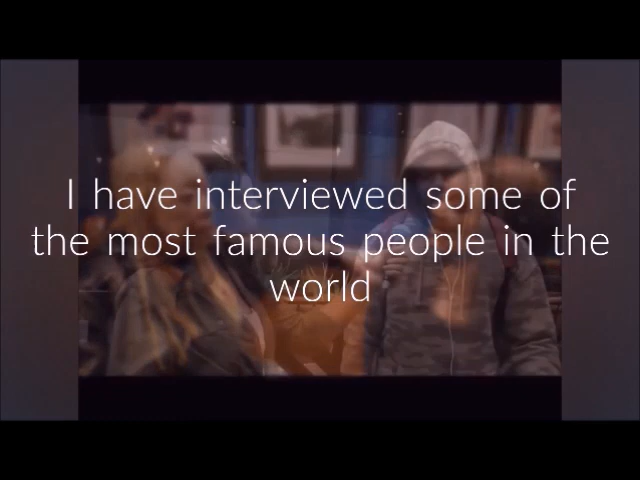 I have interviewed some of
the most famous people in the
world